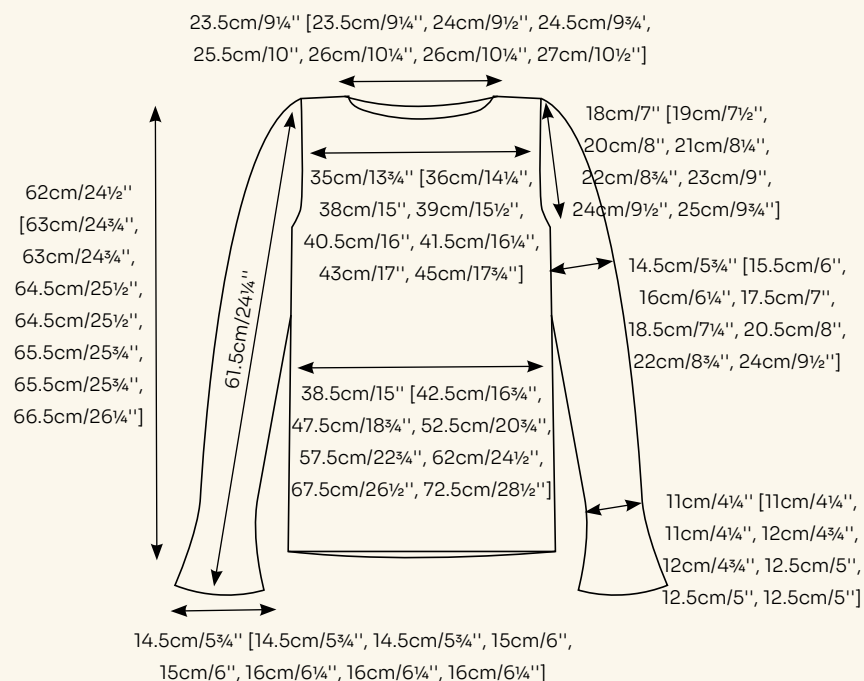 23.5cm/9¼'' [23.5cm/9¼'', 24cm/9½'', 24.5cm/9¾',
25.5cm/10'', 26cm/10¼'', 26cm/10¼'', 27cm/10½'']
18cm/7'' [19cm/7½'',
20cm/8'', 21cm/8¼'',
22cm/8¾'', 23cm/9'',
24cm/9½'', 25cm/9¾'']
35cm/13¾'' [36cm/14¼'',
38cm/15'', 39cm/15½'',
40.5cm/16'', 41.5cm/16¼'',
43cm/17'', 45cm/17¾'']
62cm/24½''
[63cm/24¾'',
63cm/24¾'',
64.5cm/25½'',
64.5cm/25½'',
65.5cm/25¾'',
65.5cm/25¾'',
66.5cm/26¼'']
61.5cm/24¼''
14.5cm/5¾'' [15.5cm/6'',
16cm/6¼'', 17.5cm/7'',
18.5cm/7¼'', 20.5cm/8'',
22cm/8¾'', 24cm/9½'']
38.5cm/15'' [42.5cm/16¾'',
47.5cm/18¾'', 52.5cm/20¾'',
57.5cm/22¾'', 62cm/24½'',
67.5cm/26½'', 72.5cm/28½'']
11cm/4¼'' [11cm/4¼'',
11cm/4¼'', 12cm/4¾'',
12cm/4¾'', 12.5cm/5'',
12.5cm/5'', 12.5cm/5'']
14.5cm/5¾'' [14.5cm/5¾'', 14.5cm/5¾'', 15cm/6'',
15cm/6'', 16cm/6¼'', 16cm/6¼'', 16cm/6¼'']